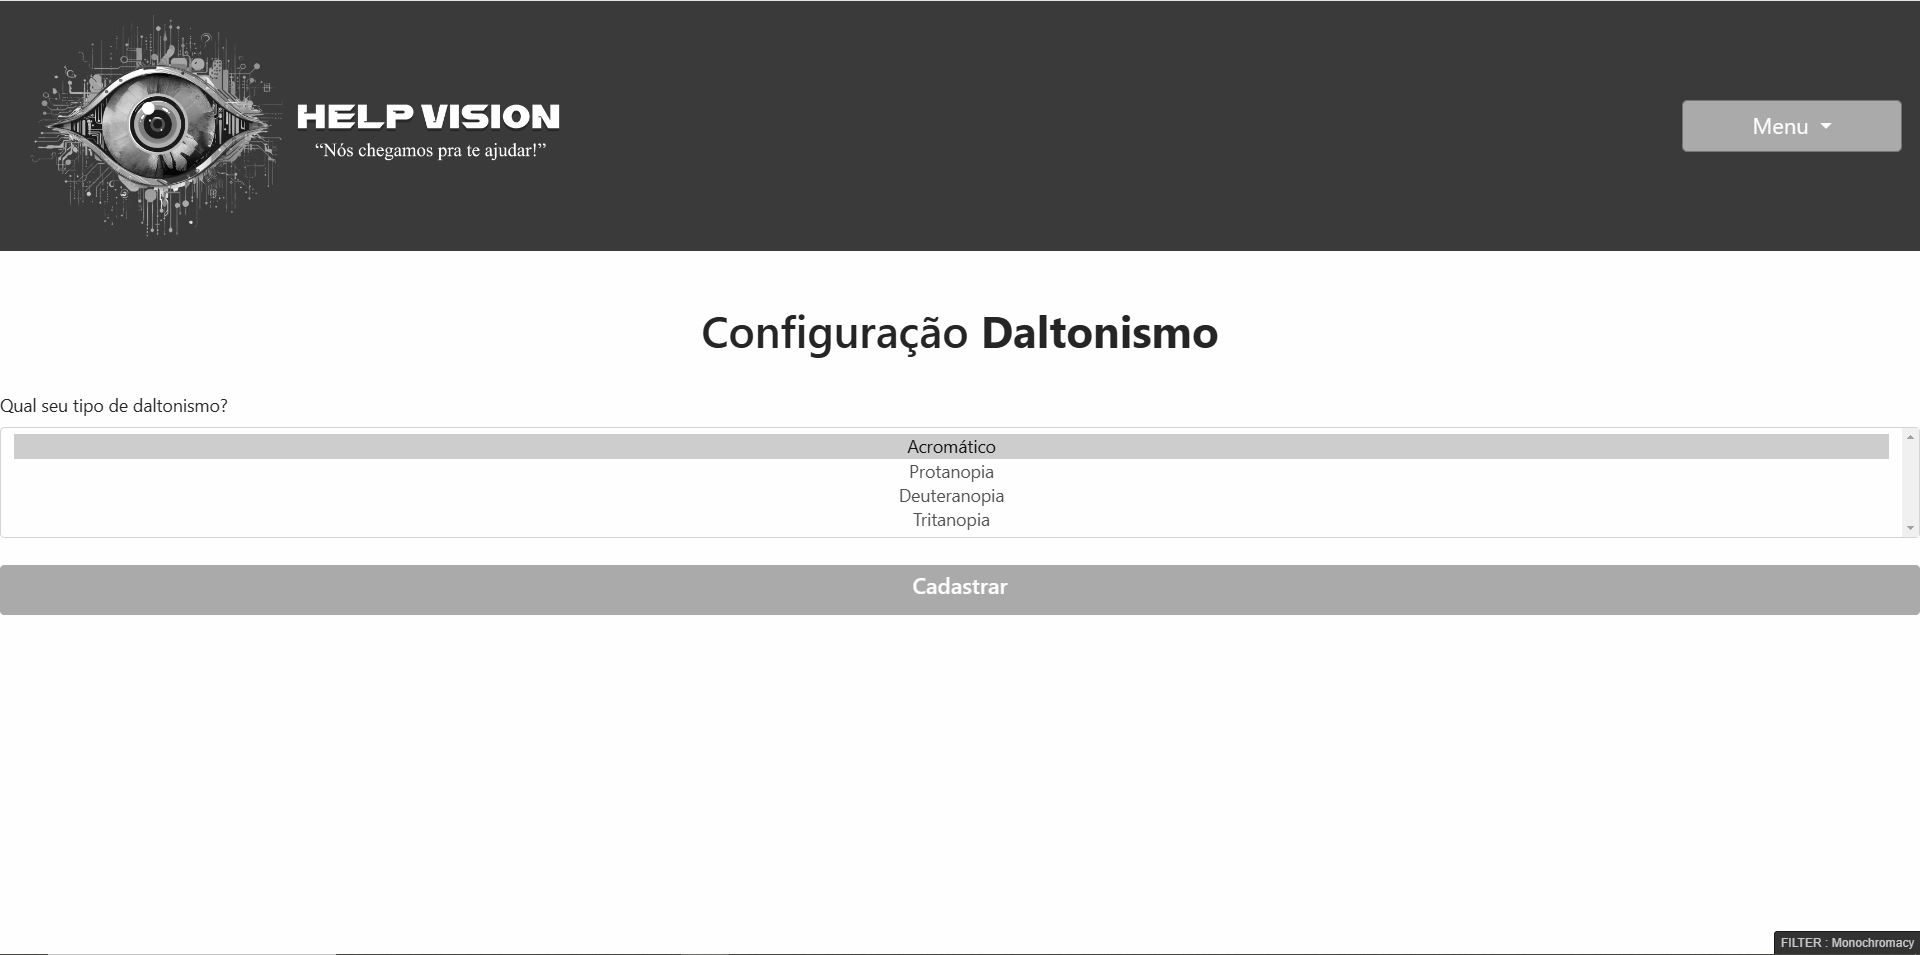 HELP VISION
“Nós chegamos pra te ajudar!”
Menu
Configuração Daltonismo
Qual seu tipo de daltonismo?
Acromático
Protanopia
Deuteranopia
Tritanopia
Cadastrar
FILTER : Monochromacy